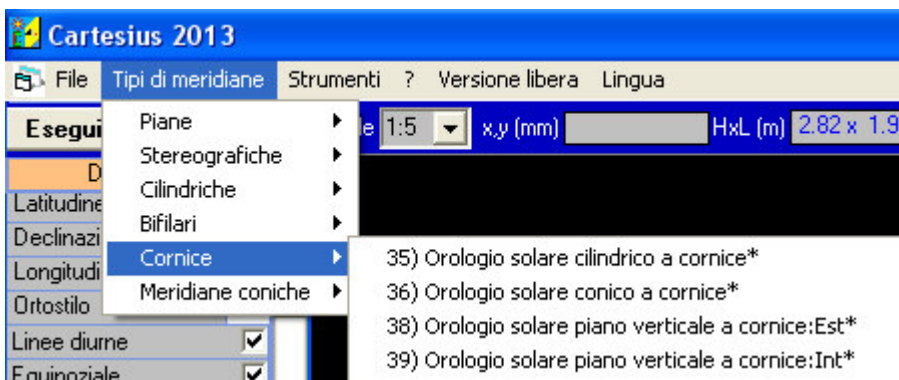 Cartesius 2013
File Tipi di meridiane Strumenti ? Versione libera Lingua
Esegui 1:5 x,y (mm) HxL (m) 2.82 x 1.9
Piane
Stereografiche
Latitudine
Cilindriche
Bifilari
Cornice
35) Orologio solare cilindrico a cornice*
Meridiane coniche
36) Orologio solare conico a cornice*
Ortostilo
38) Orologio solare piano verticale a cornice:Est*
Linee diurne
39) Orologio solare piano verticale a cornice:Int*
Equinoziale